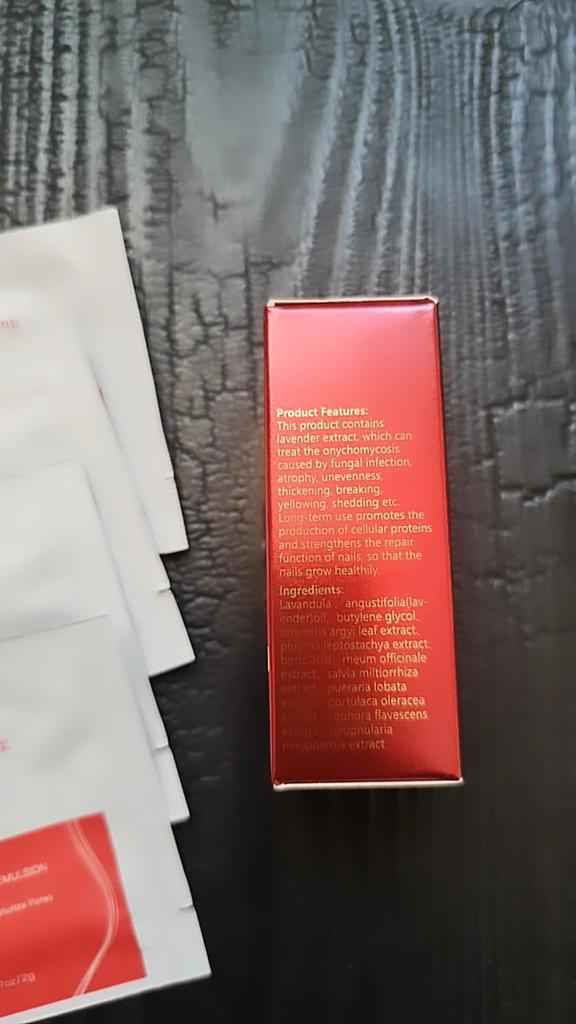 Product Features:
This product contains
lavender extract, which can
treat the onychomycosis
caused by fungal infection,
atrophy, unevenness,
thickening, breaking,
yellowing, shedding etc.
Long-term use promotes the
production of cellular proteins
and strengthens the repair
function of nails, so that the
nails grow healthily.
Ingredients:
Lavandula angustifolia(lav-
ender)oil, butylene glycol,
artemisis argyi leaf extract,
phryma leptostachya extract,
boric acid, rheum officinale
extract, salvia miltiorrhiza
extract, pueraria lobata
extract, portulaca oleracea
extract, sophora flavescens
extract, scrophularia
ningpoensis extract
EMULSION
Pores
oz/2g